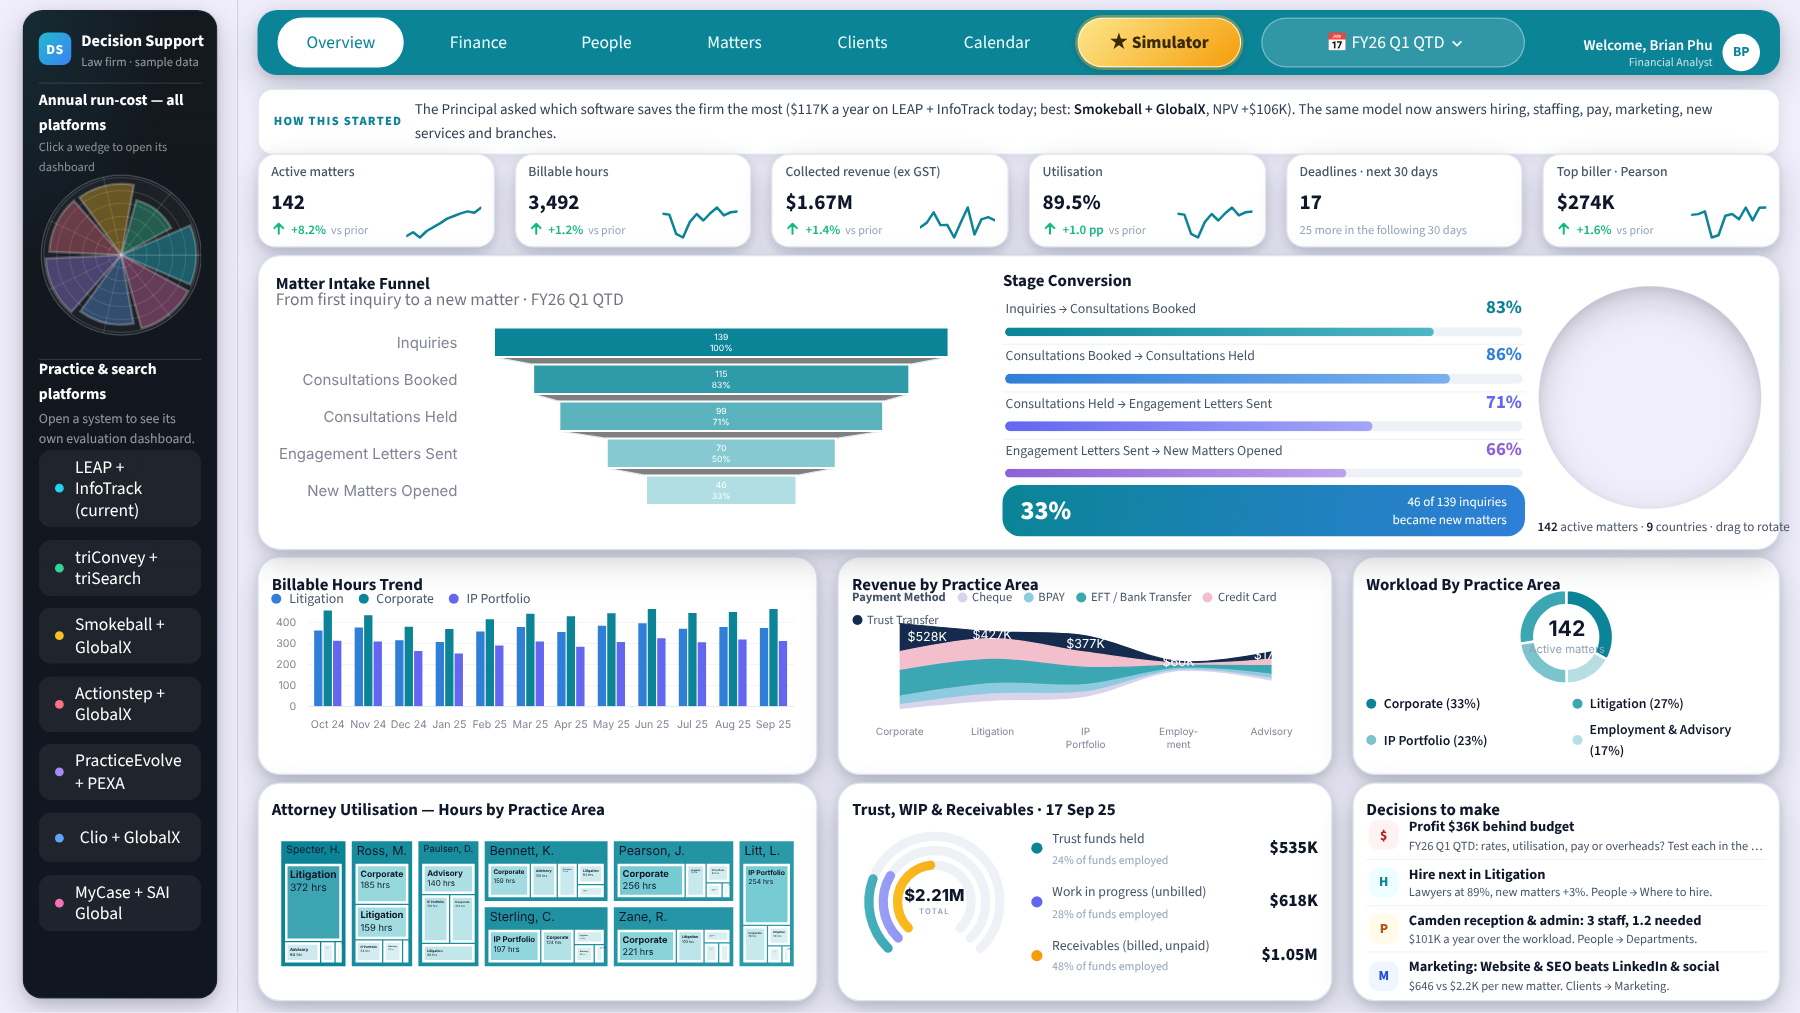 DS
Decision Support
Law firm · sample data
Annual run-cost — all
platforms
Click a wedge to open its
dashboard
Practice & search
platforms
Open a system to see its
own evaluation dashboard.
LEAP +
InfoTrack
(current)
triConvey +
triSearch
Smokeball +
GlobalX
Actionstep +
GlobalX
PracticeEvolve
+ PEXA
Clio + GlobalX
MyCase + SAI
Global
Overview
Finance
People
Matters
Clients
Calendar
★ Simulator
FY26 Q1 QTD
Welcome, Brian Phu
Financial Analyst
BP
HOW THIS STARTED
The Principal asked which software saves the firm the most ($117K a year on LEAP + InfoTrack today; best: Smokeball + GlobalX, NPV +$106K). The same model now answers hiring, staffing, pay, marketing, new
services and branches.
Active matters
142
↑ +8.2% vs prior
Billable hours
3,492
↑ +1.2% vs prior
Collected revenue (ex GST)
$1.67M
↑ +1.4% vs prior
Utilisation
89.5%
↑ +1.0 pp vs prior
Deadlines · next 30 days
17
25 more in the following 30 days
Top biller · Pearson
$274K
↑ +1.6% vs prior
Matter Intake Funnel
From first inquiry to a new matter · FY26 Q1 QTD
Inquiries
139
100%
Consultations Booked
115
83%
Consultations Held
99
71%
Engagement Letters Sent
70
50%
New Matters Opened
46
33%
Stage Conversion
Inquiries → Consultations Booked
83%
Consultations Booked → Consultations Held
86%
Consultations Held → Engagement Letters Sent
71%
Engagement Letters Sent → New Matters Opened
66%
33%
46 of 139 inquiries
became new matters
142 active matters · 9 countries · drag to rotate
Billable Hours Trend
Litigation
Corporate
IP Portfolio
400
300
200
100
0
Oct 24
Nov 24
Dec 24
Jan 25
Feb 25
Mar 25
Apr 25
May 25
Jun 25
Jul 25
Aug 25
Sep 25
Revenue by Practice Area
Payment Method
Cheque
BPAY
EFT / Bank Transfer
Credit Card
Trust Transfer
$528K
$427K
$377K
Corporate
Litigation
IP
Portfolio
Employ-
ment
Advisory
Workload By Practice Area
142
Active matters
Corporate (33%)
Litigation (27%)
IP Portfolio (23%)
Employment & Advisory
(17%)
Attorney Utilisation — Hours by Practice Area
Specter, H.
Litigation
372 hrs
Ross, M.
Corporate
185 hrs
Litigation
159 hrs
Paulsen, D.
Advisory
140 hrs
Bennett, K.
Corporate
159 hrs
Sterling, C.
IP Portfolio
197 hrs
Corporate
124 hrs
Pearson, J.
Corporate
256 hrs
Zane, R.
Corporate
221 hrs
Litt, L.
IP Portfolio
254 hrs
Trust, WIP & Receivables · 17 Sep 25
$2.21M
TOTAL
Trust funds held
24% of funds employed
$535K
Work in progress (unbilled)
28% of funds employed
$618K
Receivables (billed, unpaid)
48% of funds employed
$1.05M
Decisions to make
$
Profit $36K behind budget
FY26 Q1 QTD: rates, utilisation, pay or overheads? Test each in the …
H
Hire next in Litigation
Lawyers at 89%, new matters +3%. People → Where to hire.
P
Camden reception & admin: 3 staff, 1.2 needed
$101K a year over the workload. People → Departments.
M
Marketing: Website & SEO beats LinkedIn & social
$646 vs $2.2K per new matter. Clients → Marketing.